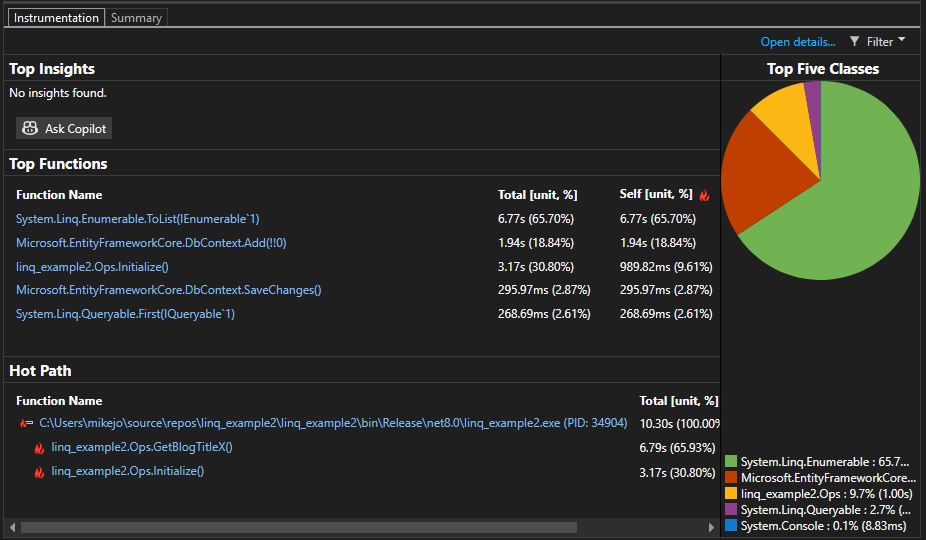 Instrumentation Summary
Open details... Filter
Top Insights
No insights found.
Ask Copilot
Top Functions
Function Name Total [unit, %] Self [unit, %]
System.Linq.Enumerable.ToList(IEnumerable`1) 6.77s (65.70%) 6.77s (65.70%)
Microsoft.EntityFrameworkCore.DbContext.Add(!!0) 1.94s (18.84%) 1.94s (18.84%)
linq_example2.Ops.Initialize() 3.17s (30.80%) 989.82ms (9.61%)
Microsoft.EntityFrameworkCore.DbContext.SaveChanges() 295.97ms (2.87%) 295.97ms (2.87%)
System.Linq.Queryable.First(IQueryable`1) 268.69ms (2.61%) 268.69ms (2.61%)
Hot Path
Function Name Total [unit, %]
C:\Users\mikejo\source\repos\linq_example2\linq_example2\bin\Release\net8.0\linq_example2.exe (PID: 34904) 10.30s (100.00%
linq_example2.Ops.GetBlogTitleX() 6.79s (65.93%)
linq_example2.Ops.Initialize() 3.17s (30.80%)
Top Five Classes
System.Linq.Enumerable : 65.7...
Microsoft.EntityFrameworkCore...
linq_example2.Ops : 9.7% (1.00s)
System.Linq.Queryable : 2.7% (...
System.Console : 0.1% (8.83ms)